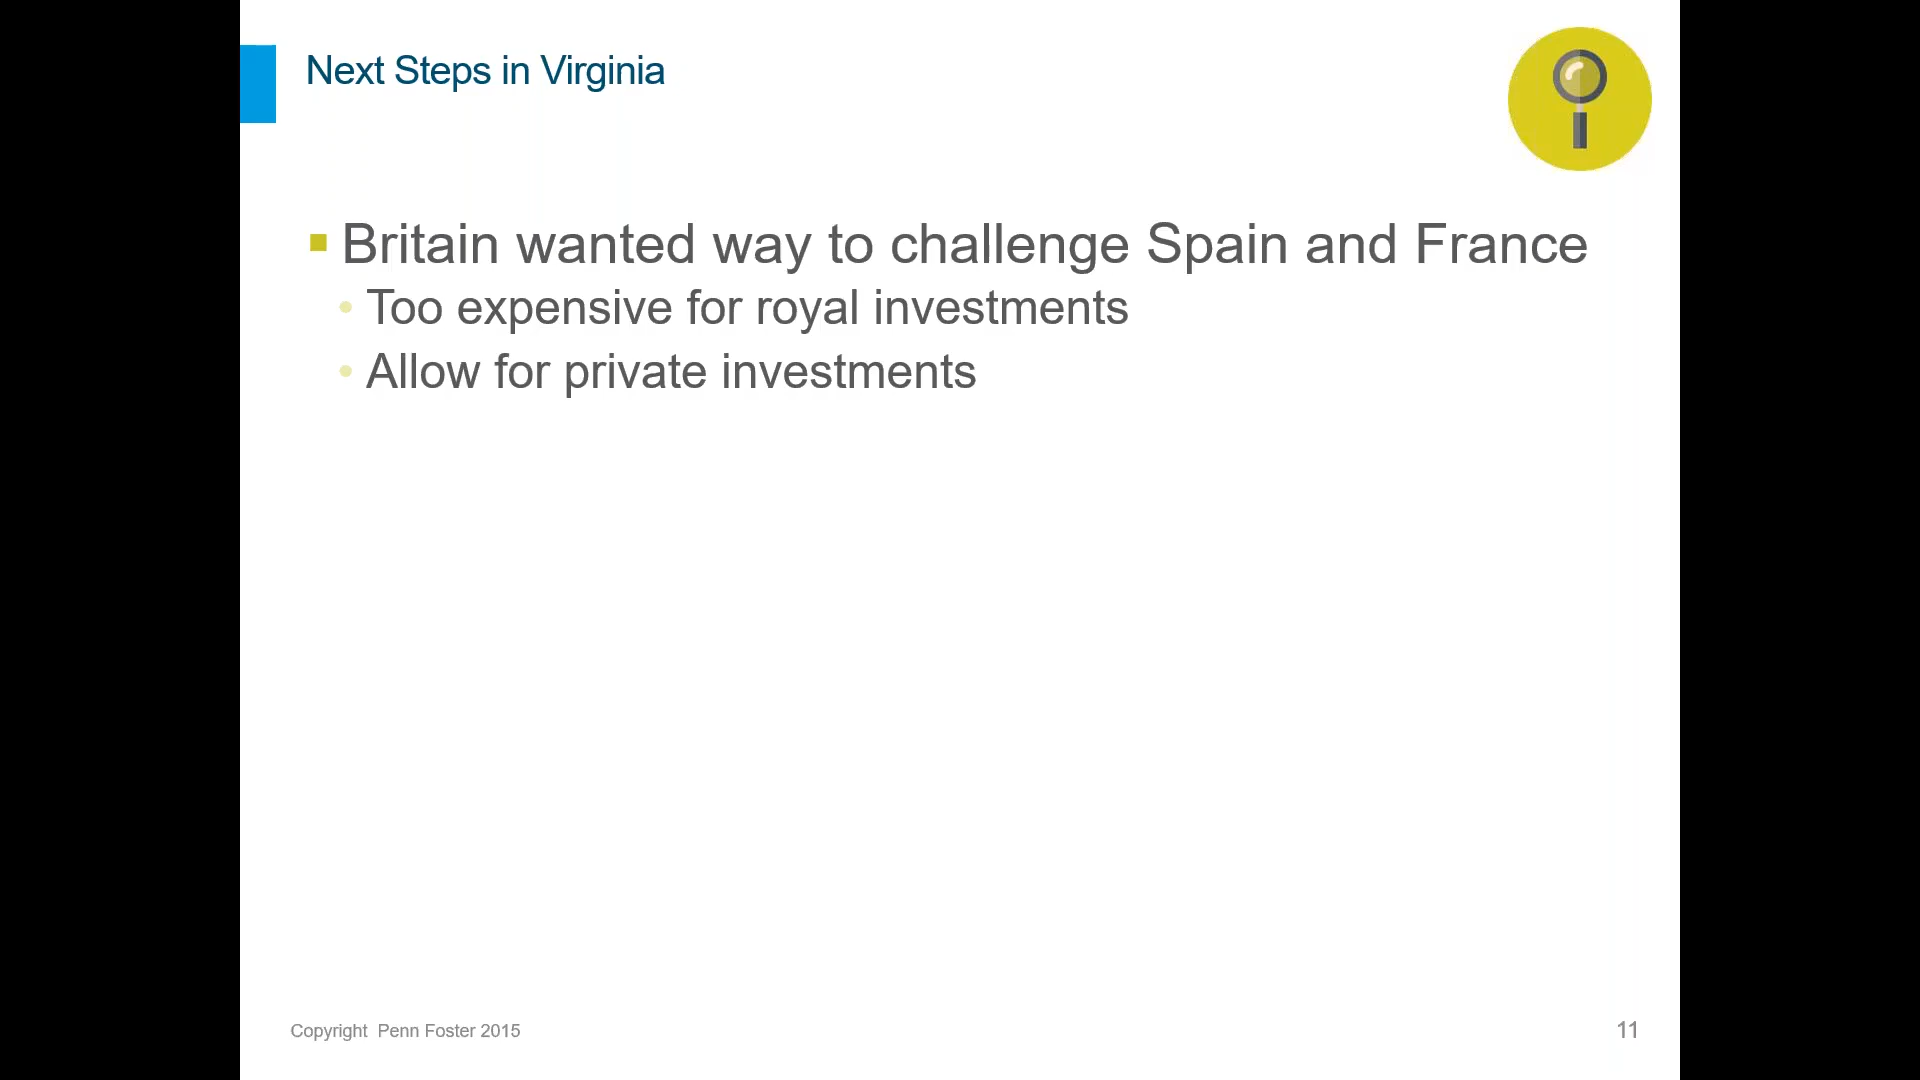 Next Steps in Virginia
Britain wanted way to challenge Spain and France
Too expensive for royal investments
Allow for private investments
Copyright Penn Foster 2015
11